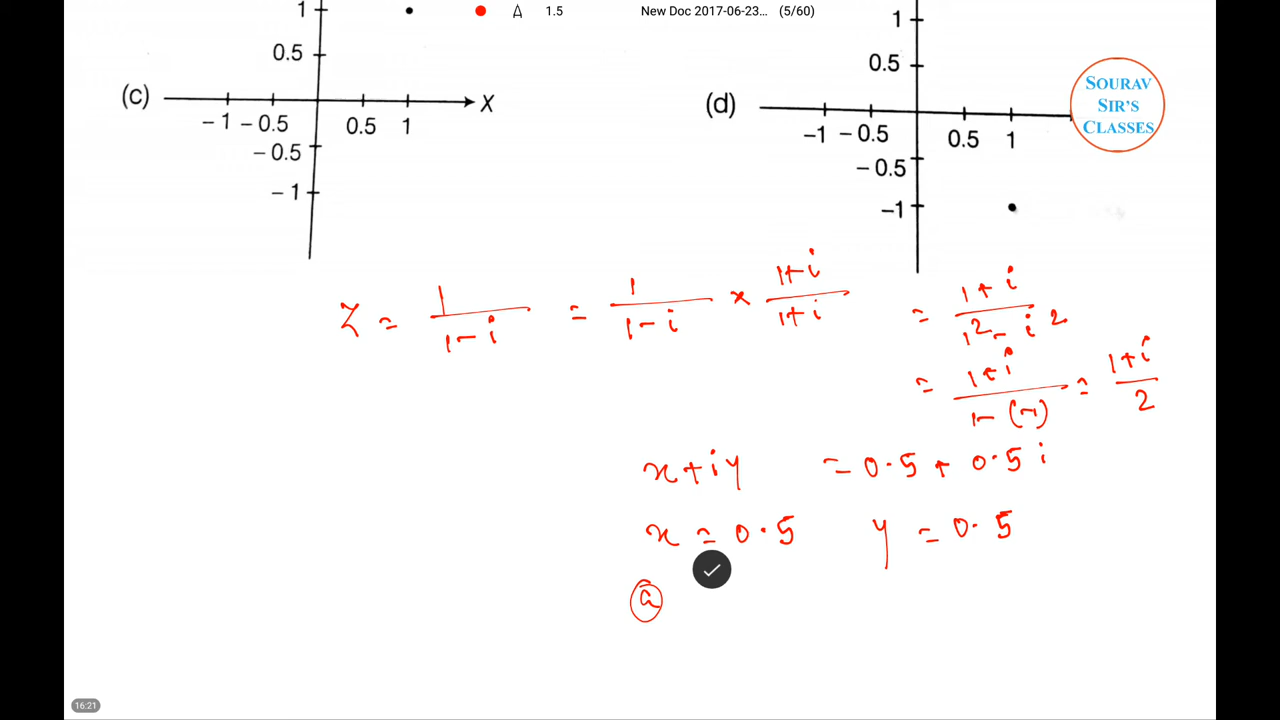 1 A 1.5 New Doc 2017-06-23... (5/60) 1
0.5 0.5
(c) X (d)
-1 -0.5 0.5 1 -1 -0.5 0.5 1
-0.5 -0.5
-1 -1
SOURAV
SIR'S
CLASSES
Z = 1/1-i = 1/1-i × 1+i/1+i = 1+i/1²-i²
= 1+i/1-(-1) = 1+i/2
x+iy = 0.5 + 0.5i
x = 0.5 y = 0.5
a
16:21